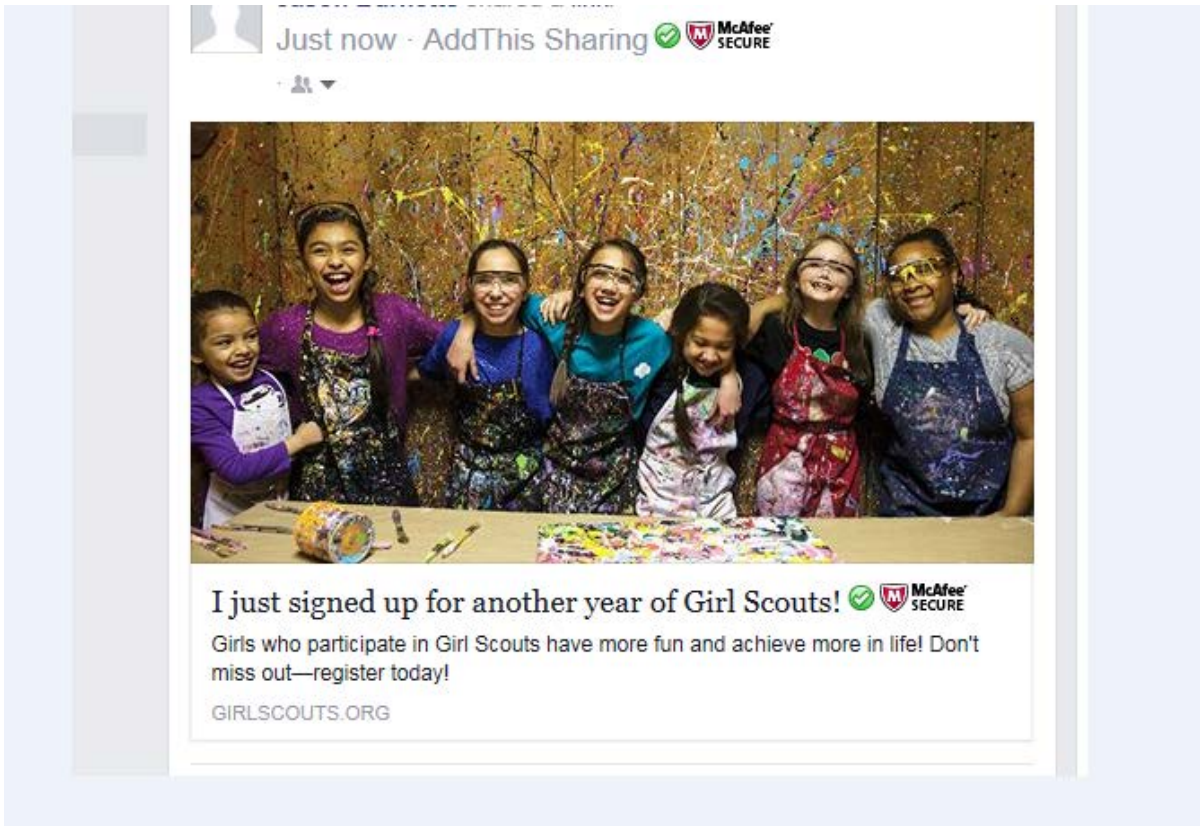 Just now · AddThis Sharing McAfee SECURE
I just signed up for another year of Girl Scouts! McAfee SECURE
Girls who participate in Girl Scouts have more fun and achieve more in life! Don't
miss out—register today!
GIRLSCOUTS.ORG